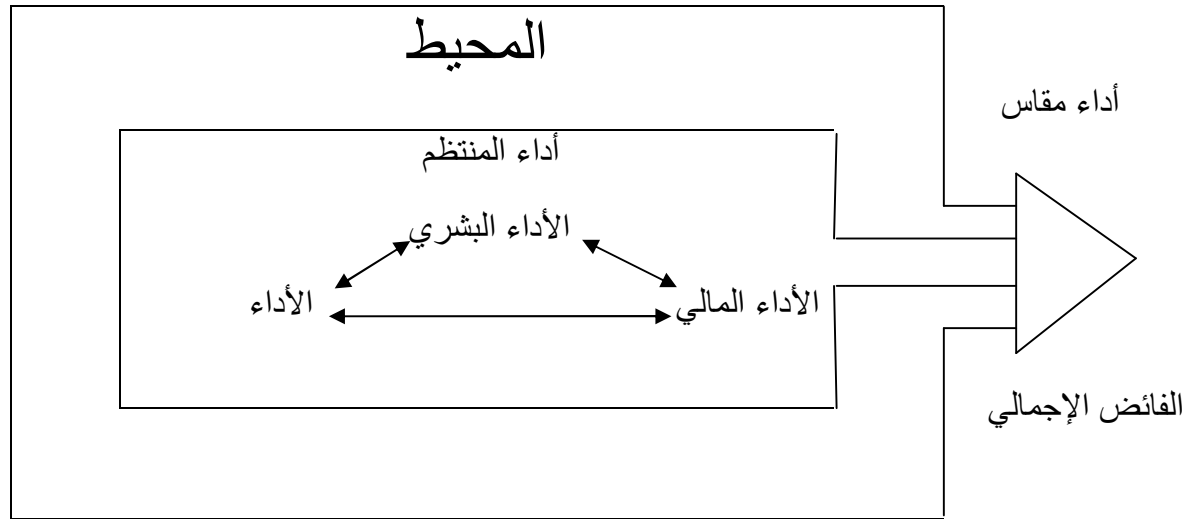 المحيط
أداء مقاس
أداء المنتظم
الأداء البشري
الأداء المالي
الأداء
الفائض الإجمالي